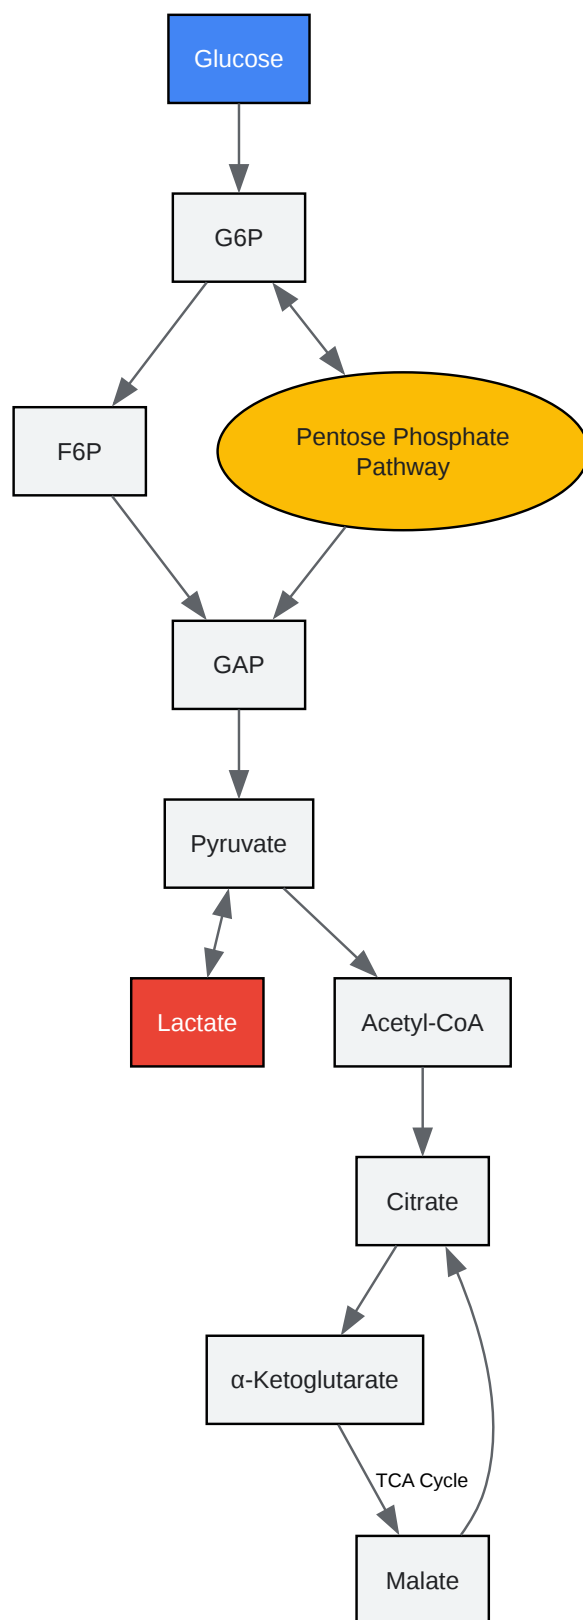 Glucose
G6P
F6P
Pentose Phosphate
Pathway
GAP
Pyruvate
Lactate
Acetyl-CoA
Citrate
α-Ketoglutarate
TCA Cycle
Malate